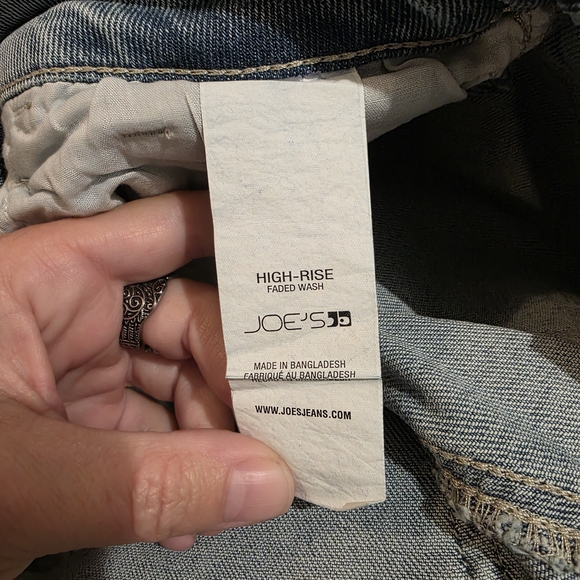 HIGH-RISE
FADED WASH
JOE'S
MADE IN BANGLADESH
FABRIQUÉ AU BANGLADESH
WWW.JOESJEANS.COM